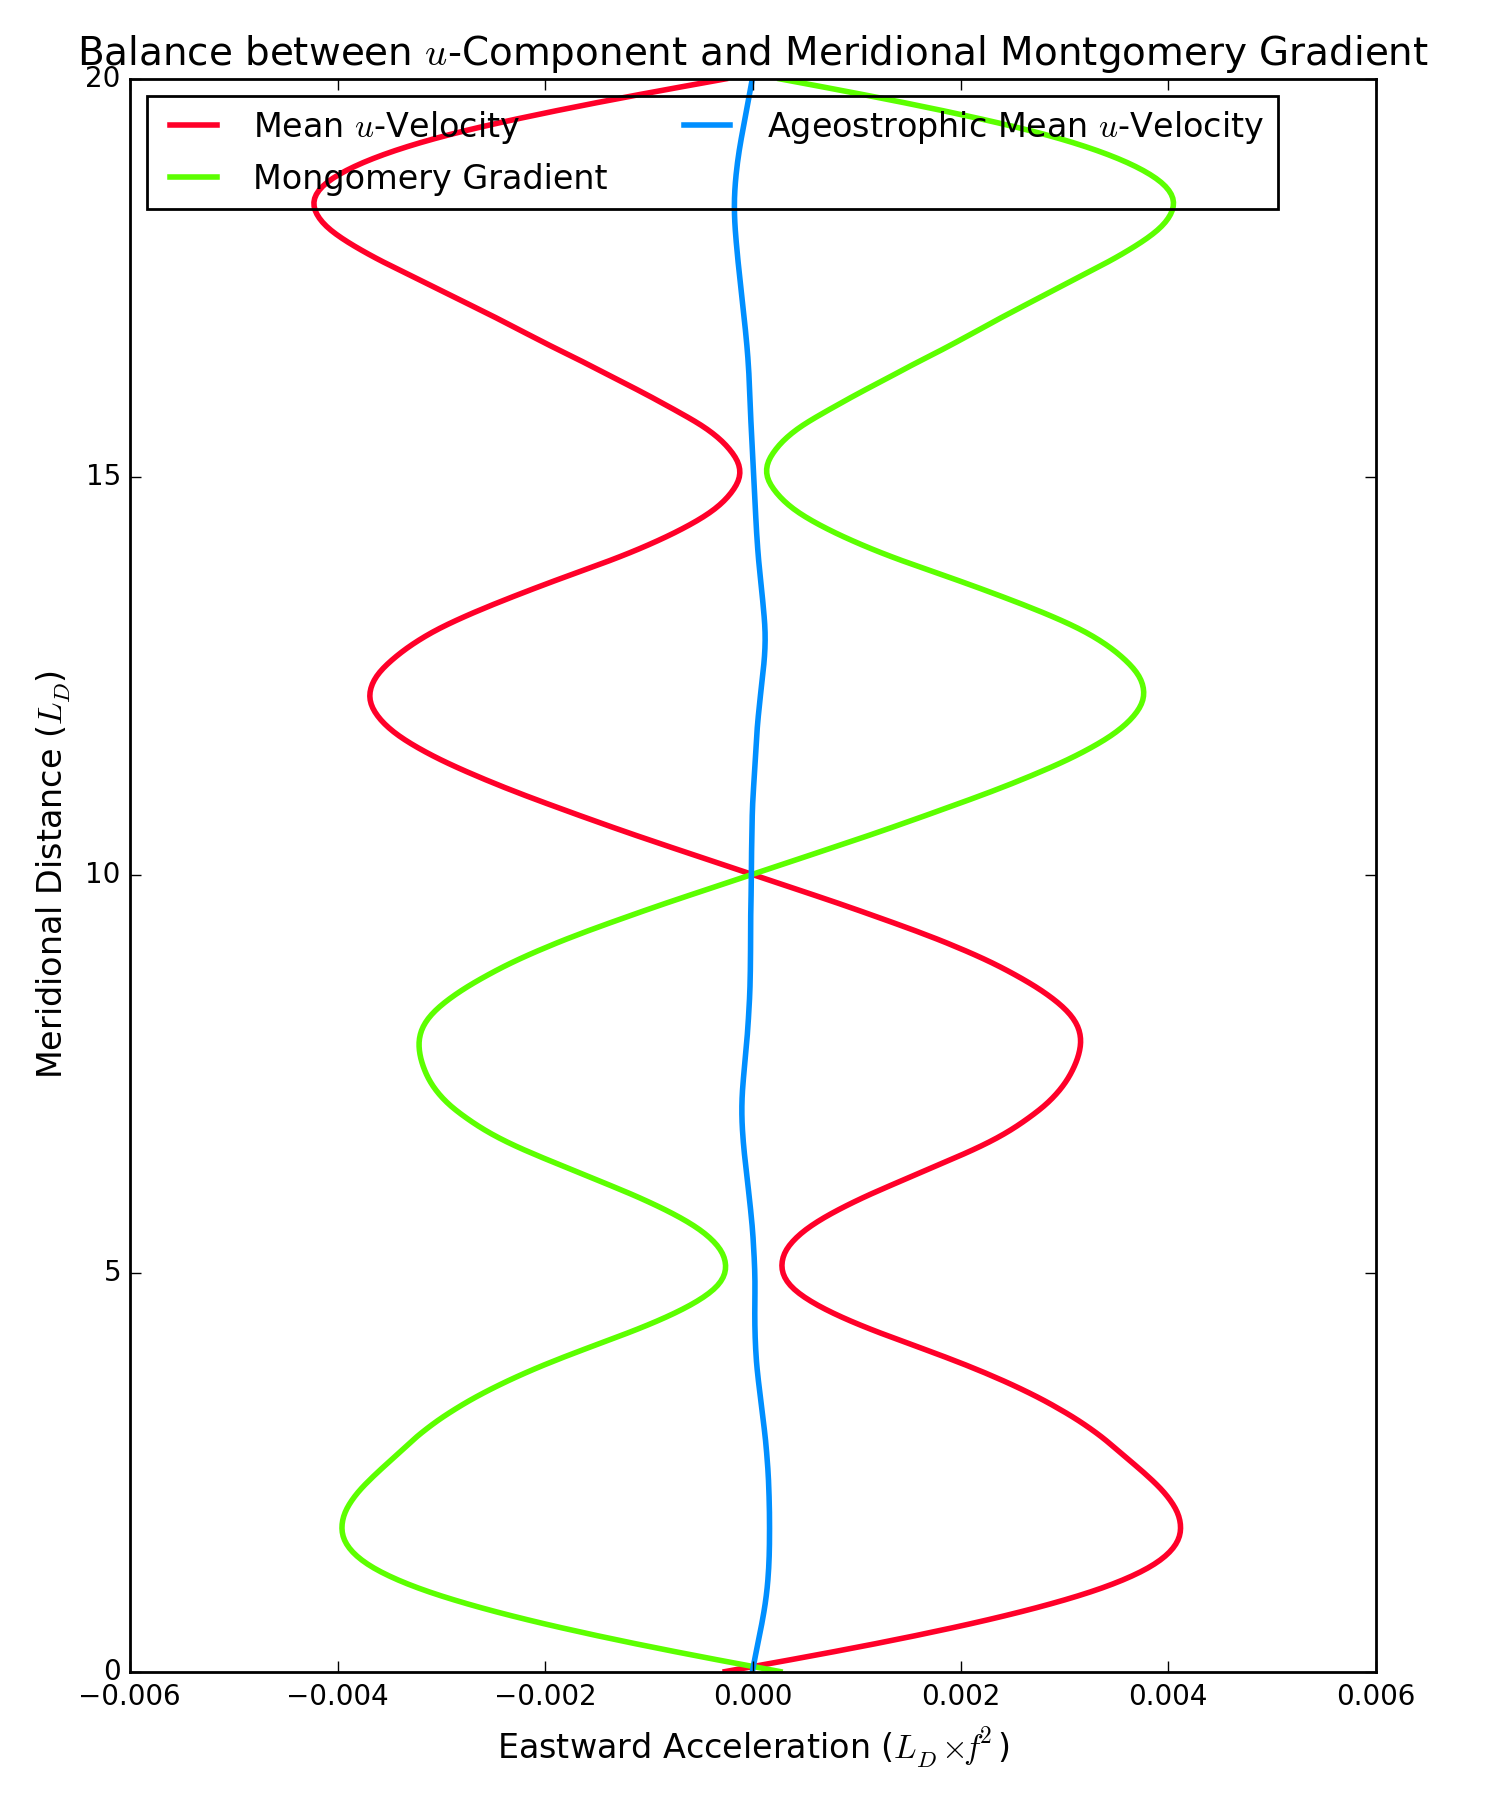 Balance between u-Component and Meridional Montgomery Gradient
Mean u-Velocity
Mongomery Gradient
Ageostrophic Mean u-Velocity
20
15
10
5
0
Meridional Distance (L_D)
−0.006 −0.004 −0.002 0.000 0.002 0.004 0.006
Eastward Acceleration (L_D×f²)